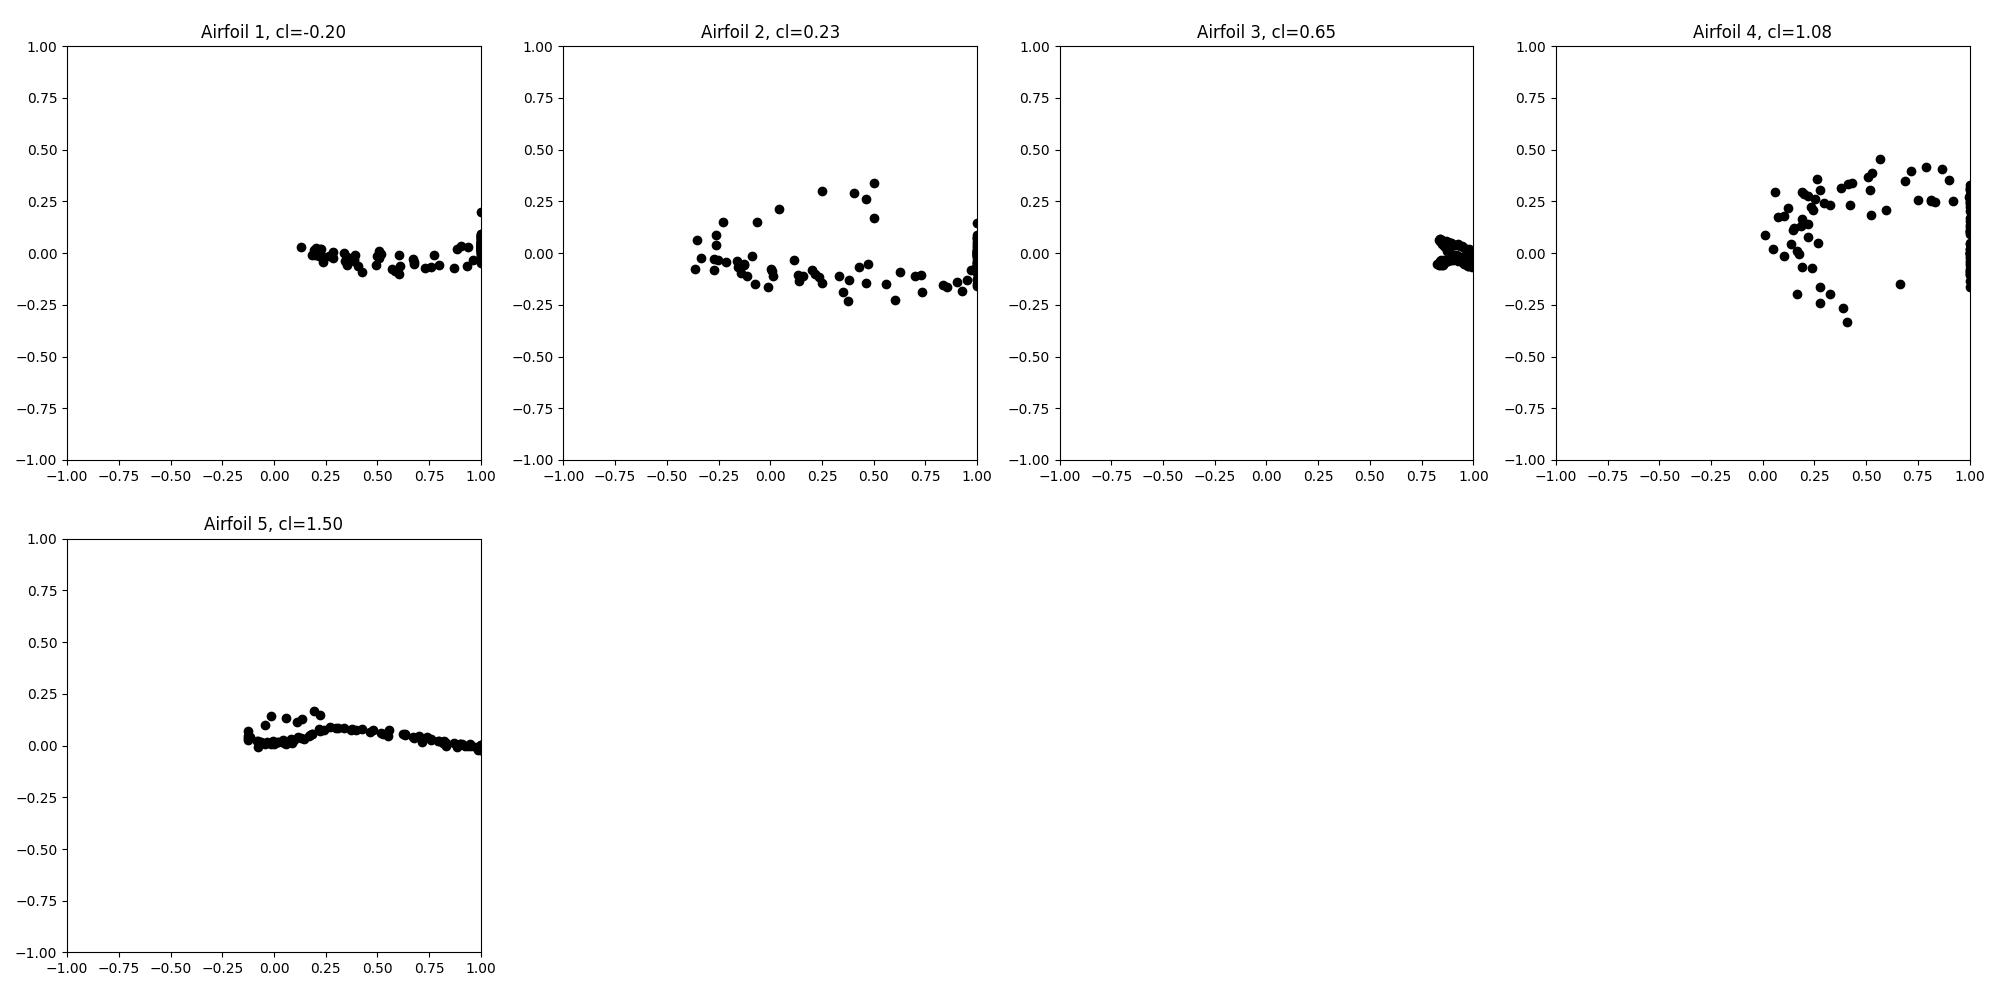 Airfoil 1, cl=-0.20
Airfoil 2, cl=0.23
Airfoil 3, cl=0.65
Airfoil 4, cl=1.08
1.00 1.00 1.00 1.00
0.75 0.75 0.75 0.75
0.50 0.50 0.50 0.50
0.25 0.25 0.25 0.25
0.00 0.00 0.00 0.00
−0.25 −0.25 −0.25 −0.25
−0.50 −0.50 −0.50 −0.50
−0.75 −0.75 −0.75 −0.75
−1.00 −1.00 −1.00 −1.00
−1.00 −0.75 −0.50 −0.25 0.00 0.25 0.50 0.75 1.00
−1.00 −0.75 −0.50 −0.25 0.00 0.25 0.50 0.75 1.00
−1.00 −0.75 −0.50 −0.25 0.00 0.25 0.50 0.75 1.00
−1.00 −0.75 −0.50 −0.25 0.00 0.25 0.50 0.75 1.00
Airfoil 5, cl=1.50
1.00
0.75
0.50
0.25
0.00
−0.25
−0.50
−0.75
−1.00
−1.00 −0.75 −0.50 −0.25 0.00 0.25 0.50 0.75 1.00